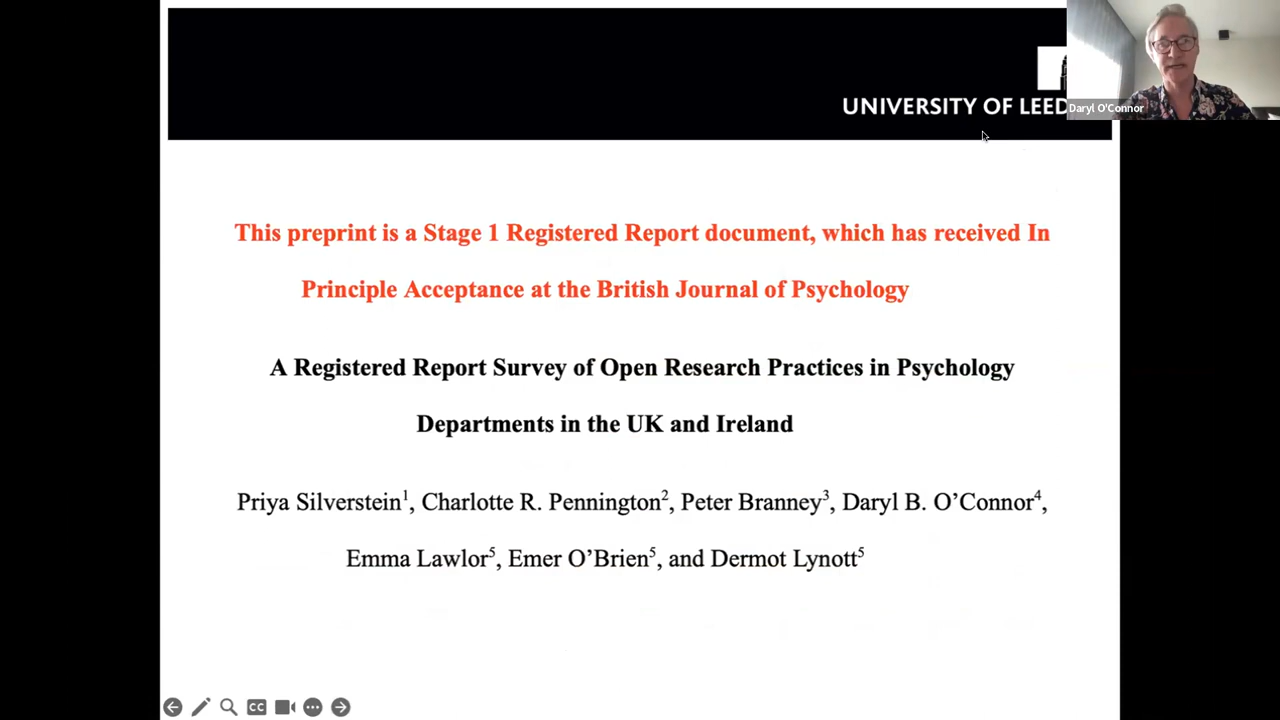 UNIVERSITY OF LEED
Daryl O'Connor
This preprint is a Stage 1 Registered Report document, which has received In
Principle Acceptance at the British Journal of Psychology
A Registered Report Survey of Open Research Practices in Psychology
Departments in the UK and Ireland
Priya Silverstein¹, Charlotte R. Pennington², Peter Branney³, Daryl B. O’Connor⁴,
Emma Lawlor⁵, Emer O’Brien⁵, and Dermot Lynott⁵
CC